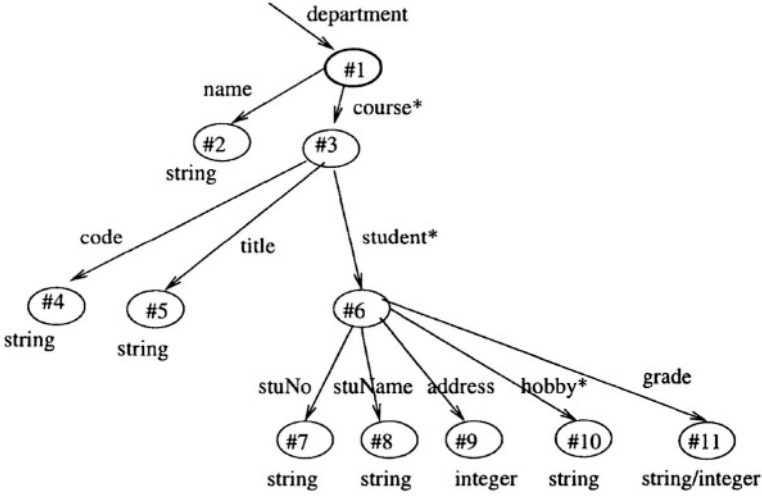 department
#1
name
course*
#2
#3
string
code
title
student*
#4
#5
#6
string
string
stuNo
stuName
address
hobby*
grade
#7
#8
#9
#10
#11
string
string
integer
string
string/integer